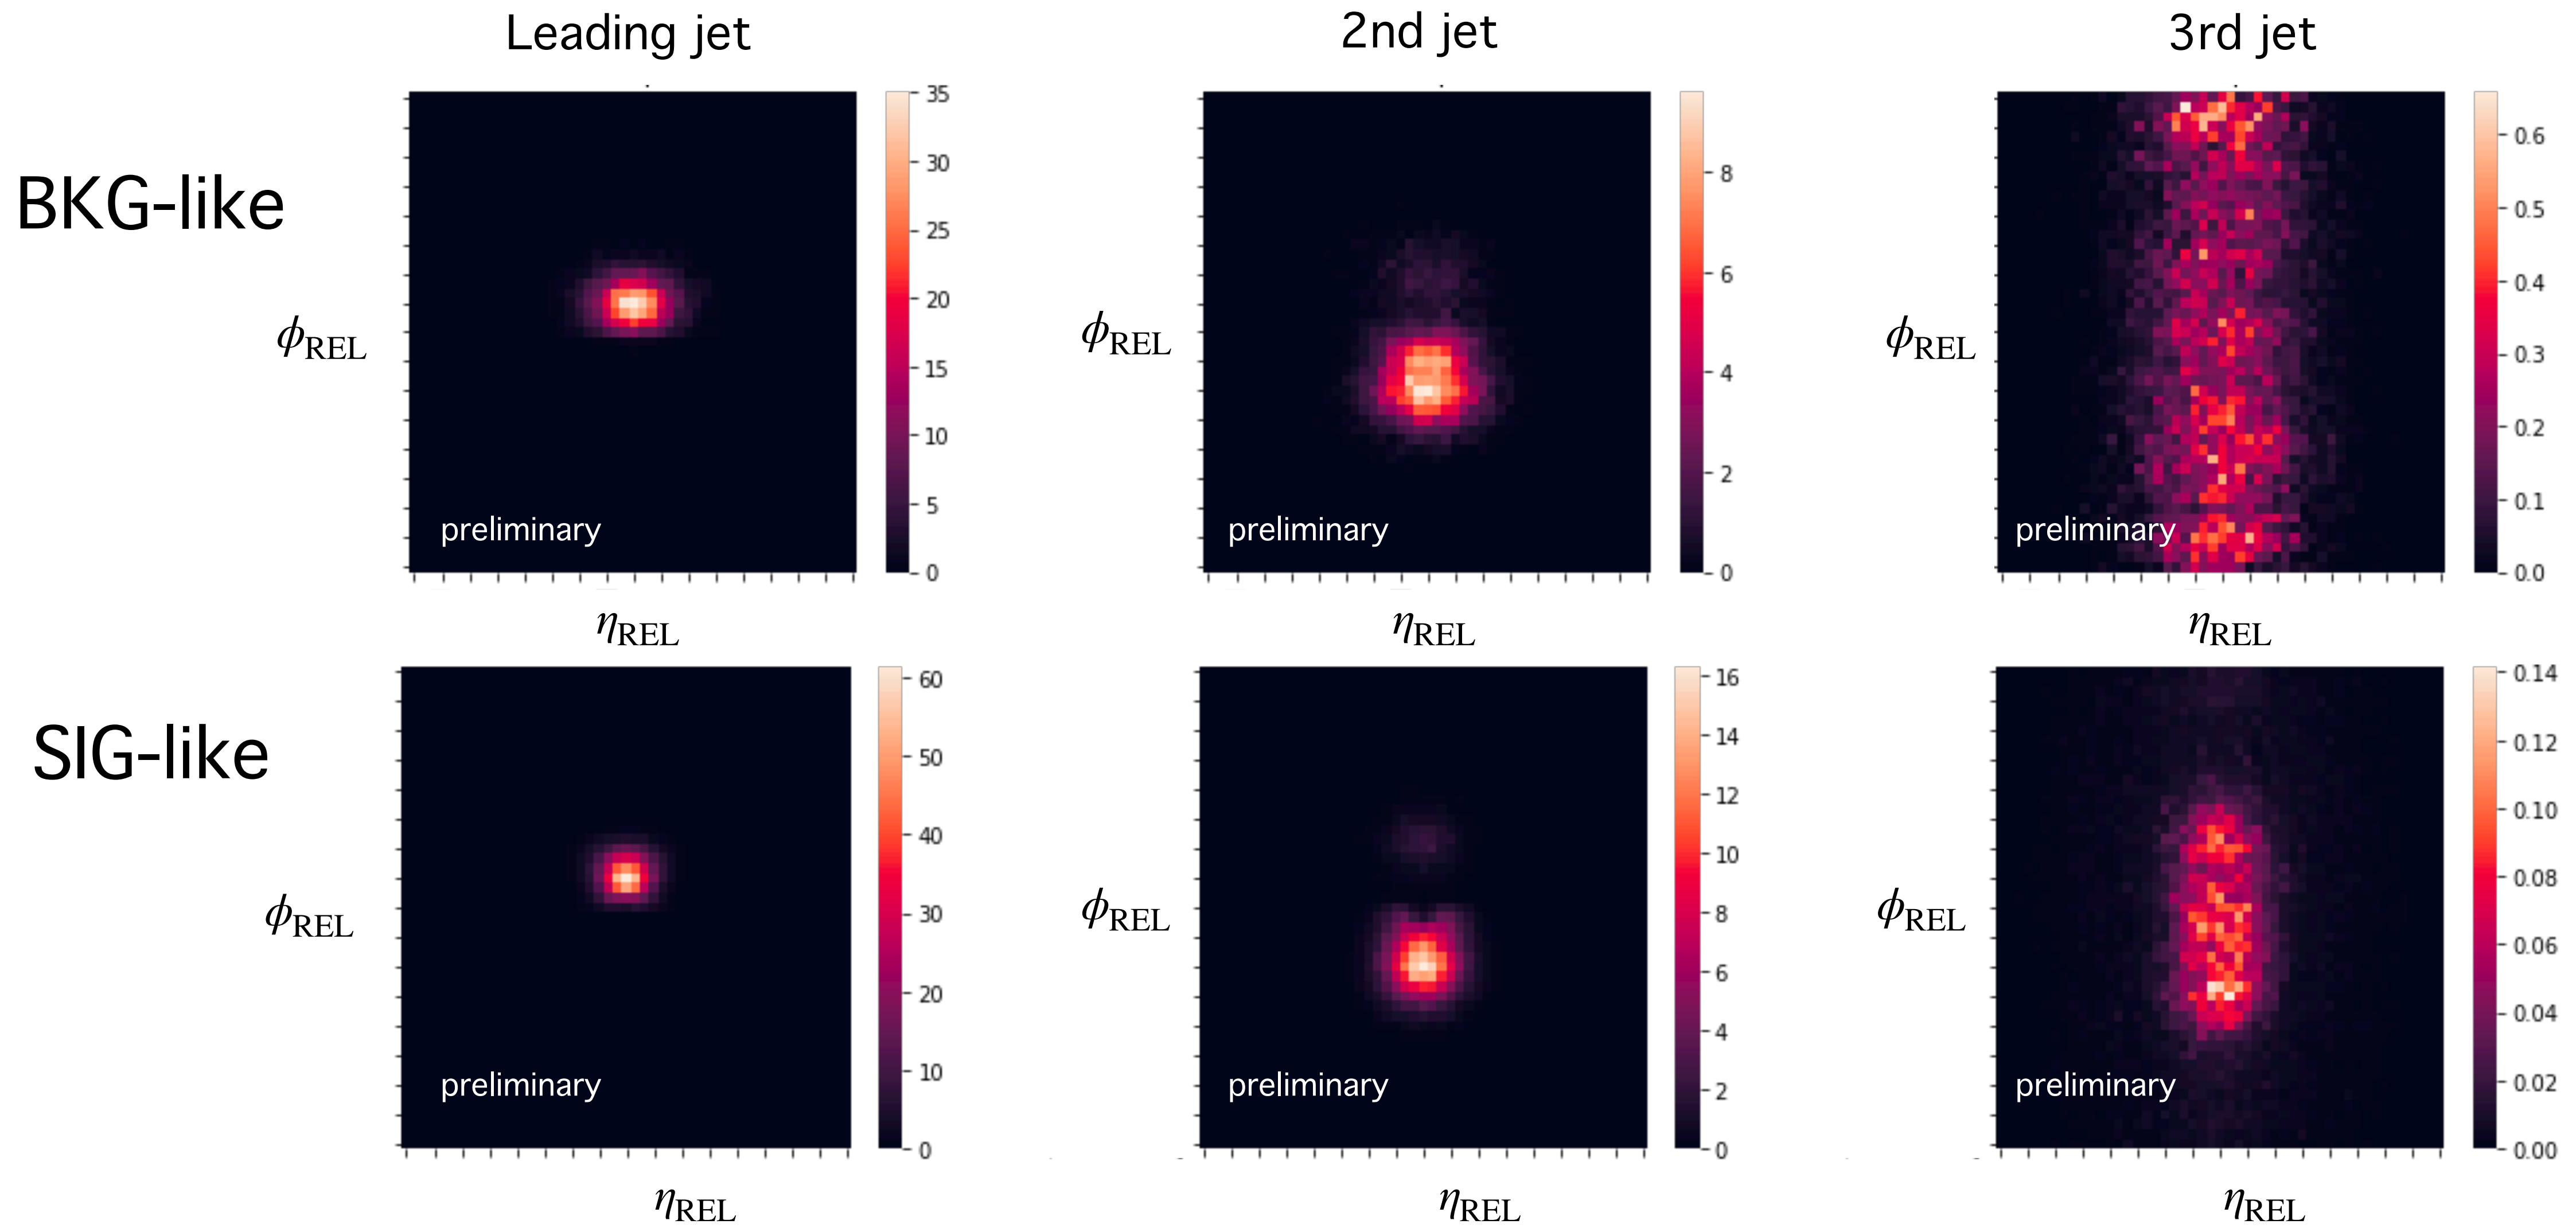 Leading jet
2nd jet
3rd jet
BKG-like
SIG-like
ϕREL
35
30
25
20
15
10
5
0
preliminary
ηREL
ϕREL
8
6
4
2
0
preliminary
ηREL
ϕREL
0.6
0.5
0.4
0.3
0.2
0.1
0.0
preliminary
ηREL
ϕREL
60
50
40
30
20
10
0
preliminary
ηREL
ϕREL
16
14
12
10
8
6
4
2
0
preliminary
ηREL
ϕREL
0.14
0.12
0.10
0.08
0.06
0.04
0.02
0.00
preliminary
ηREL